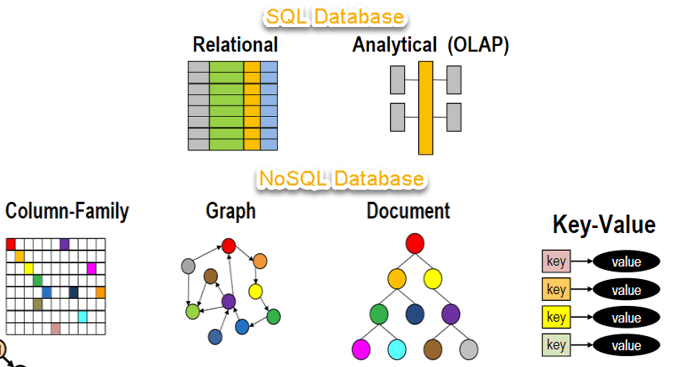 SQL Database
Relational
Analytical (OLAP)
NoSQL Database
Column-Family
Graph
Document
Key-Value
key value
key value
key value
key value